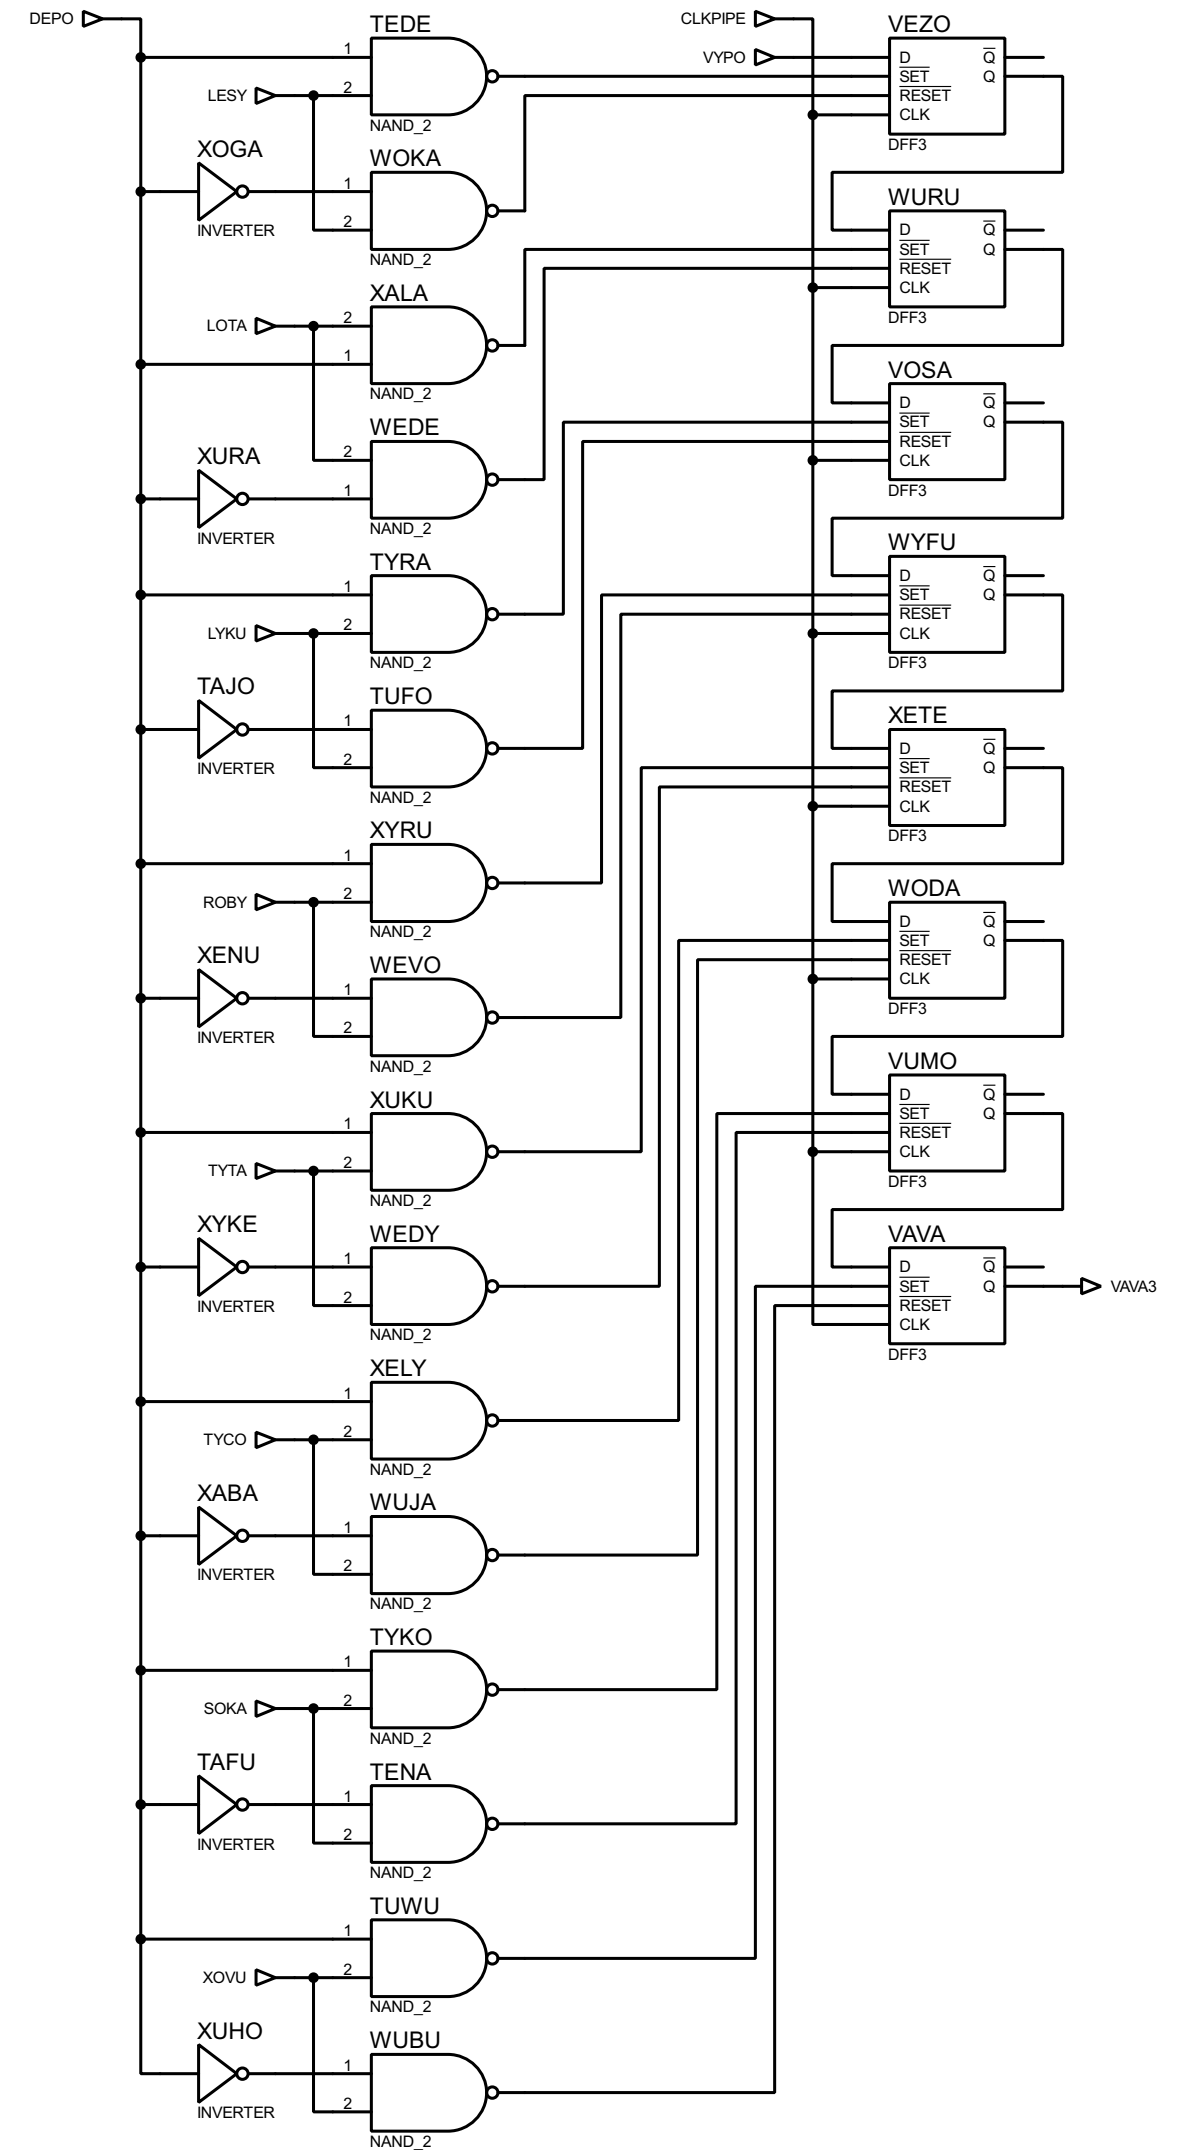 DEPO
TEDE
CLKPIPE
VEZO
1
VYPO
D
Q
SET
Q
LESY
2
RESET
CLK
NAND_2
DFF3
XOGA
WOKA
1
WURU
INVERTER
2
D
Q
SET
Q
NAND_2
RESET
CLK
XALA
DFF3
LOTA
2
1
VOSA
NAND_2
D
Q
WEDE
SET
Q
XURA
2
RESET
CLK
1
DFF3
INVERTER
NAND_2
WYFU
TYRA
D
Q
1
SET
Q
LYKU
2
RESET
CLK
NAND_2
DFF3
TAJO
TUFO
XETE
1
INVERTER
2
D
Q
SET
Q
NAND_2
RESET
CLK
XYRU
DFF3
1
ROBY
2
WODA
NAND_2
D
Q
XENU
WEVO
SET
Q
RESET
1
CLK
INVERTER
2
DFF3
NAND_2
VUMO
XUKU
D
Q
1
SET
Q
RESET
TYTA
2
CLK
NAND_2
DFF3
XYKE
WEDY
VAVA
1
D
Q
SET
Q
VAVA3
INVERTER
2
RESET
CLK
NAND_2
DFF3
XELY
1
TYCO
2
NAND_2
XABA
WUJA
1
INVERTER
2
NAND_2
TYKO
1
SOKA
2
NAND_2
TAFU
TENA
1
INVERTER
2
NAND_2
TUWU
1
XOVU
2
NAND_2
XUHO
WUBU
1
INVERTER
2
NAND_2